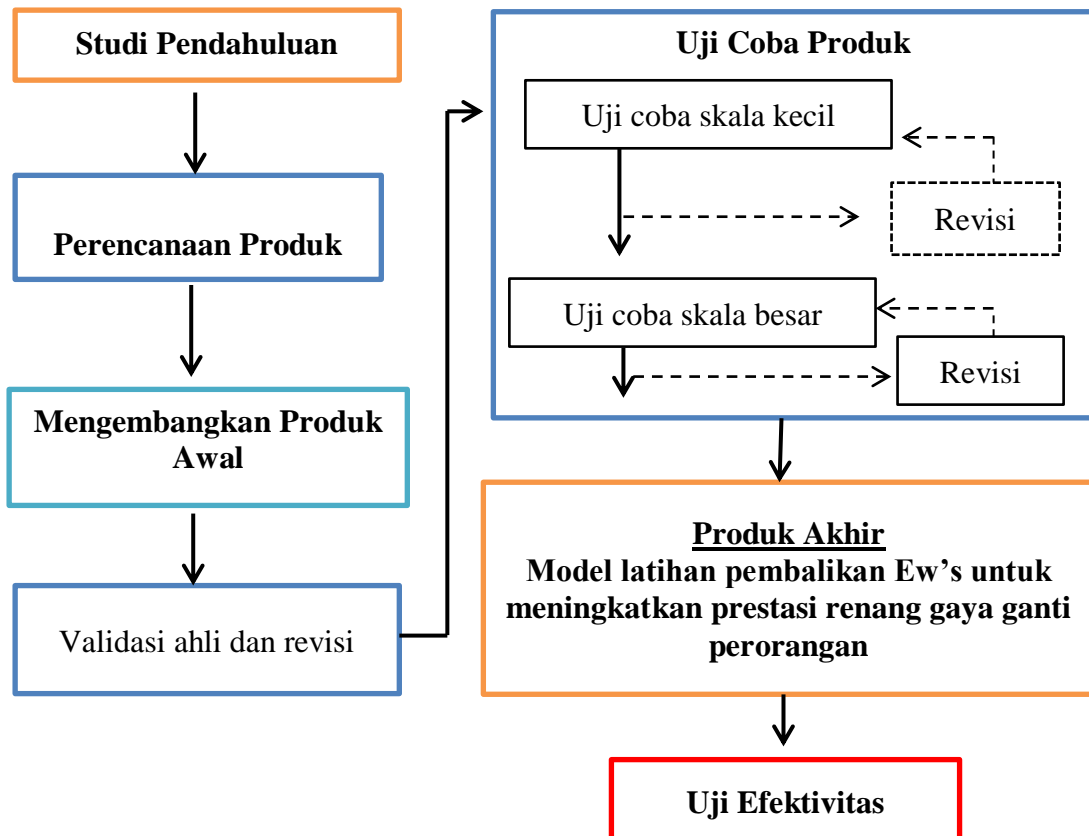 Studi Pendahuluan
Perencanaan Produk
Mengembangkan Produk
Awal
Validasi ahli dan revisi
Uji Coba Produk
Uji coba skala kecil
Revisi
Uji coba skala besar
Revisi
Produk Akhir
Model latihan pembalikan Ew’s untuk
meningkatkan prestasi renang gaya ganti
perorangan
Uji Efektivitas